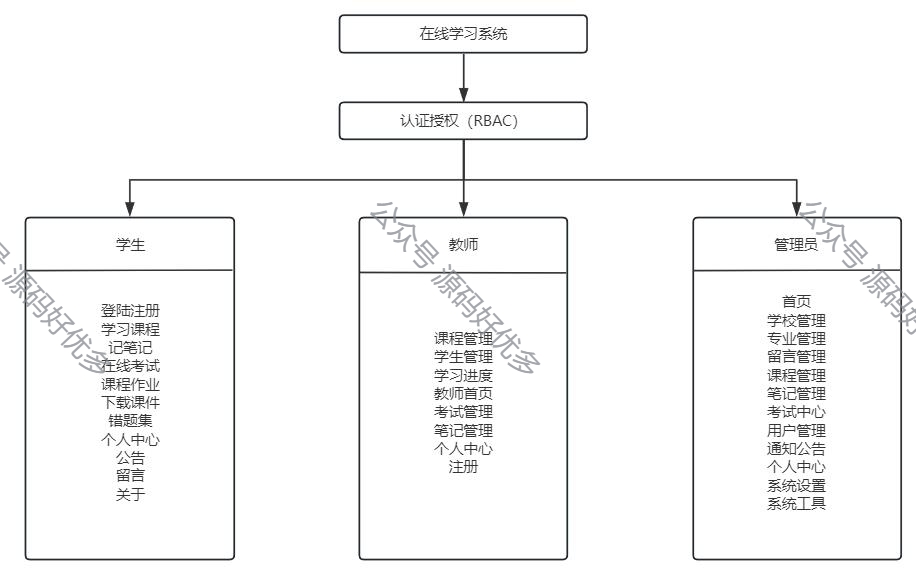 在线学习系统
认证授权（RBAC）
学生
登陆注册
学习课程
记笔记
在线考试
课程作业
下载课件
错题集
个人中心
公告
留言
关于
教师
课程管理
学生管理
学习进度
教师首页
考试管理
笔记管理
个人中心
注册
管理员
首页
学校管理
专业管理
留言管理
课程管理
笔记管理
考试中心
用户管理
通知公告
个人中心
系统设置
系统工具
号 源码好优多
公众号 源码好优多
公众号 源码好